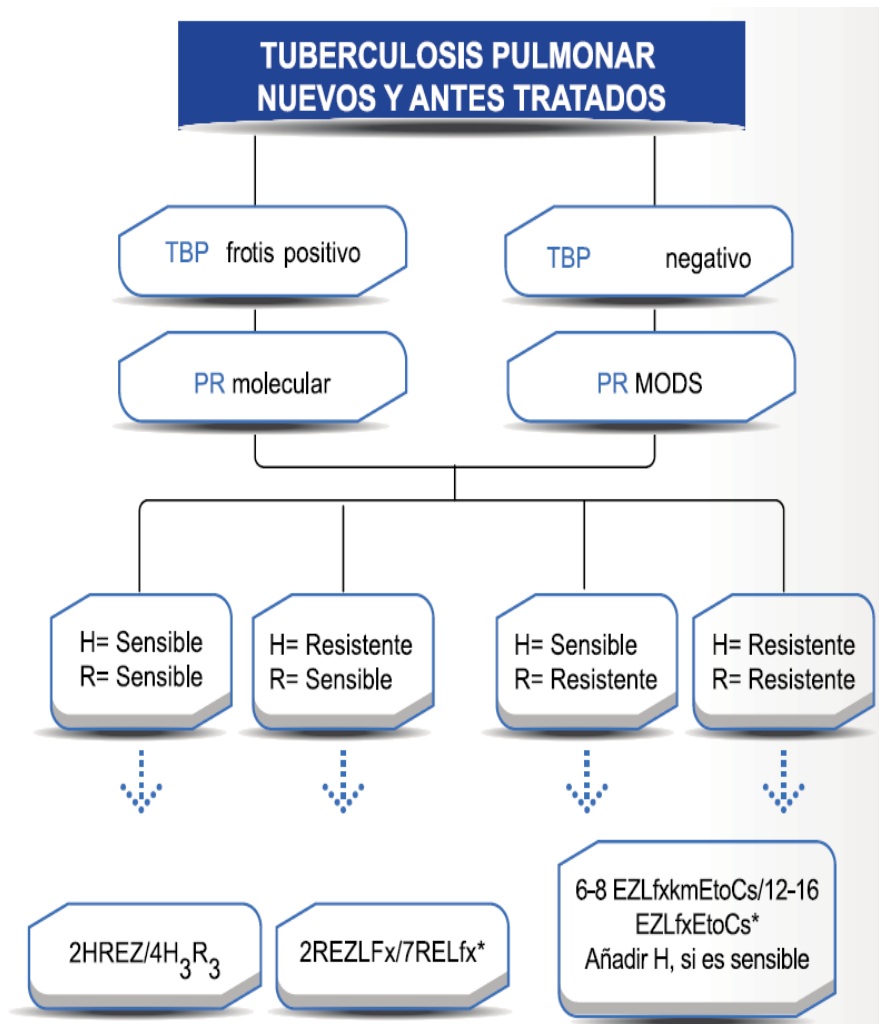 TUBERCULOSIS PULMONAR
NUEVOS Y ANTES TRATADOS
TBP frotis positivo
TBP negativo
PR molecular
PR MODS
H= Sensible
R= Sensible
H= Resistente
R= Sensible
H= Sensible
R= Resistente
H= Resistente
R= Resistente
2HREZ/4H₃R₃
2REZLFx/7RELfx*
6-8 EZLfxkmEtoCs/12-16
EZLfxEtoCs*
Añadir H, si es sensible